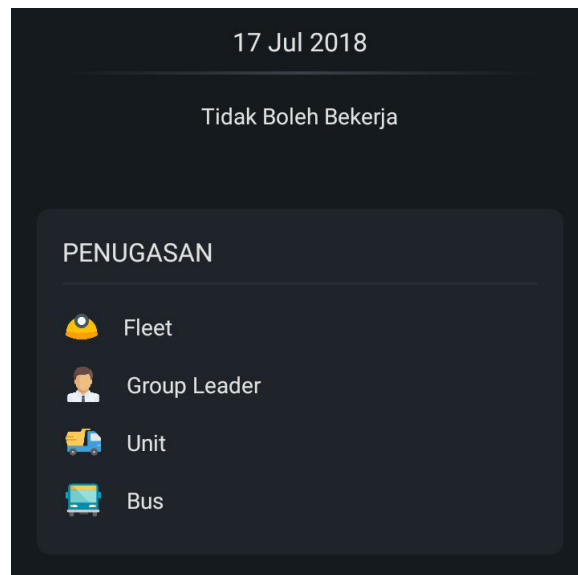 17 Jul 2018
Tidak Boleh Bekerja
PENUGASAN
Fleet
Group Leader
Unit
Bus